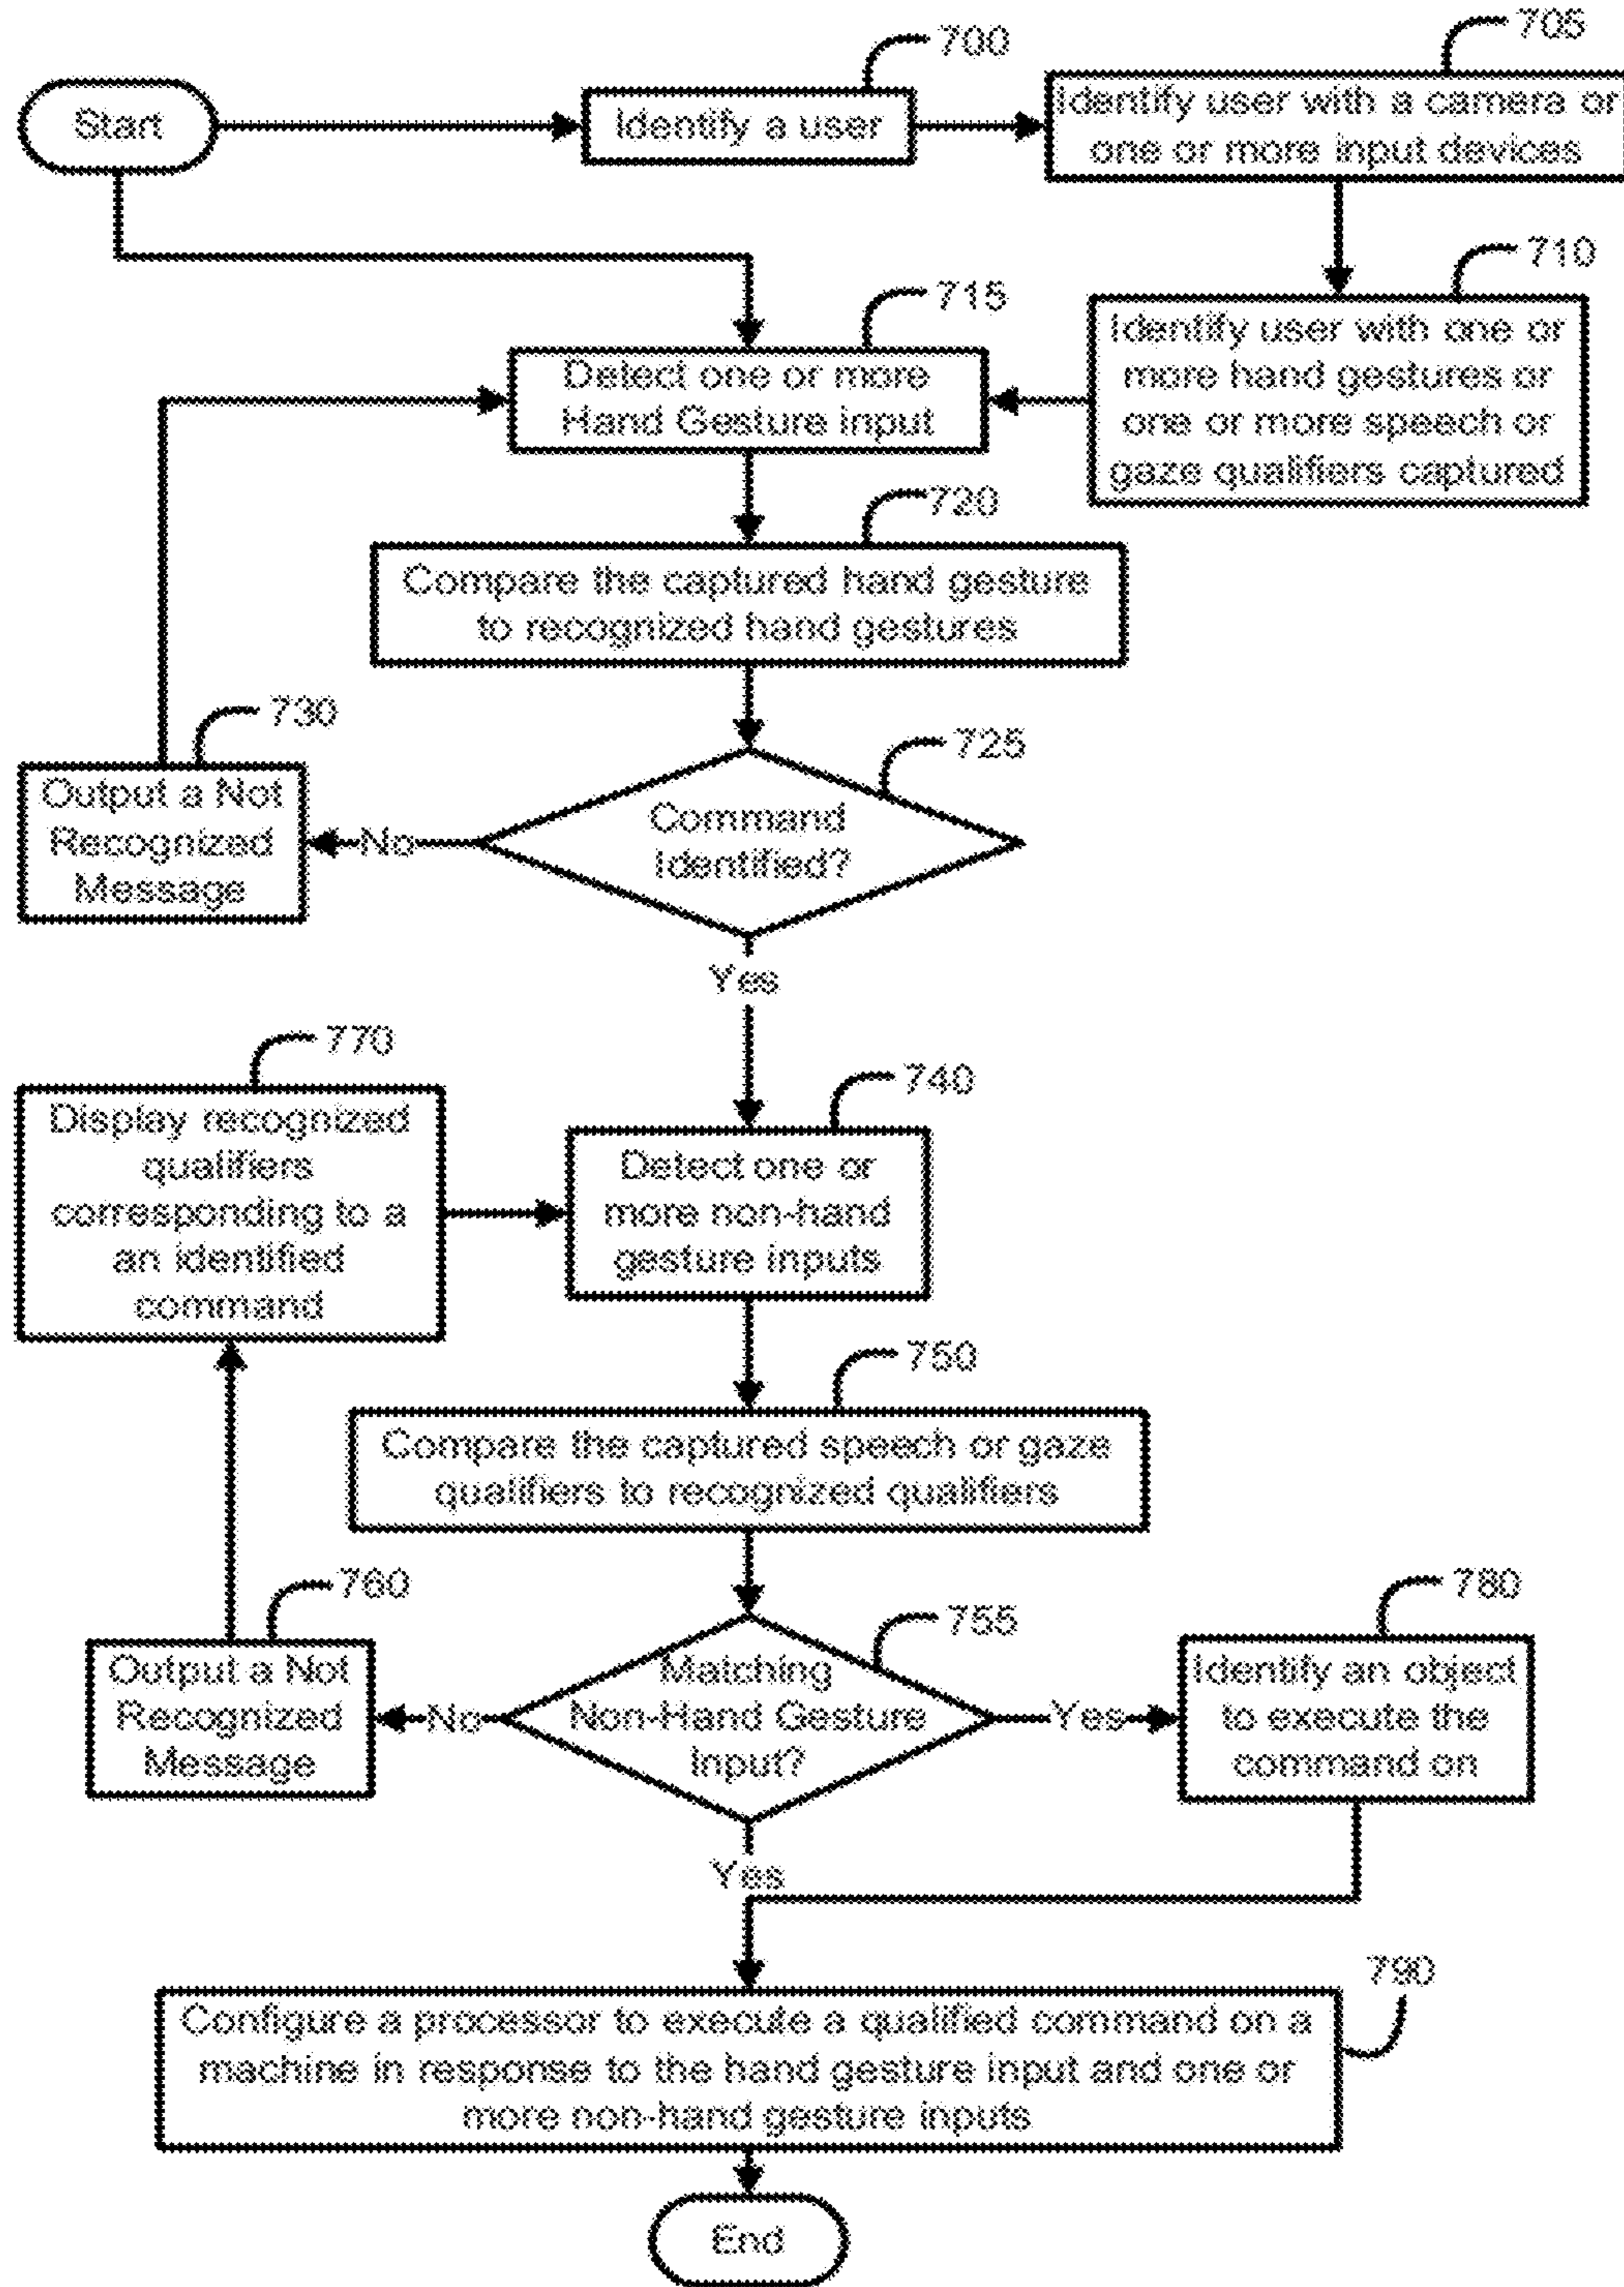 700
705
Start
Identify a user
Identify user with a camera or
one or more input devices
710
715
Identify user with one or
more hand gestures or
one or more speech or
gaze qualifiers captured
Detect one or more
Hand Gesture input
720
Compare the captured hand gesture
to recognized hand gestures
730
725
Output a Not
Recognized
Message
No
Command
Identified?
Yes
770
740
Display recognized
qualifiers
corresponding to a
an identified
command
Detect one or
more non-hand
gesture inputs
750
Compare the captured speech or gaze
qualifiers to recognized qualifiers
760
755
780
Output a Not
Recognized
Message
No
Matching
Non-Hand Gesture
Input?
Yes
Identify an object
to execute the
command on
Yes
790
Configure a processor to execute a qualified command on a
machine in response to the hand gesture input and one or
more non-hand gesture inputs
End